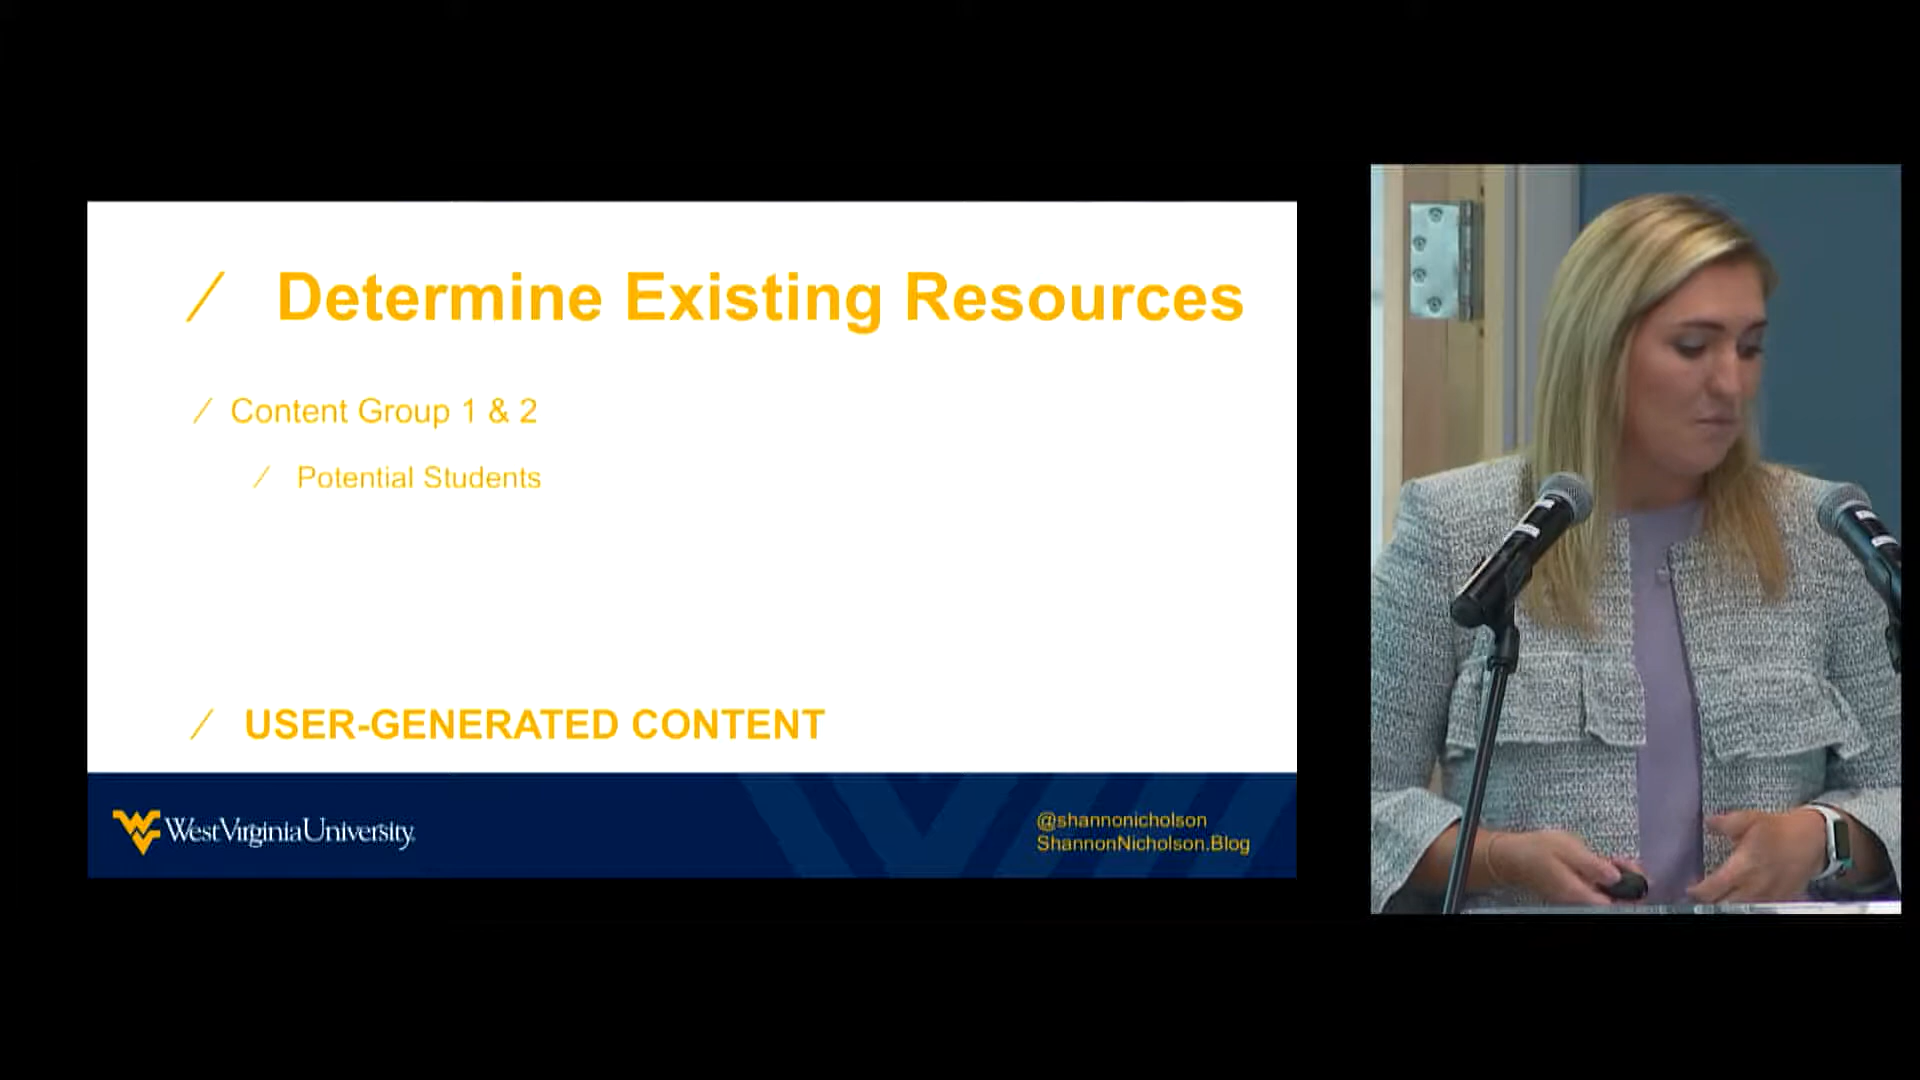 / Determine Existing Resources
/ Content Group 1 & 2
/ Potential Students
/ USER-GENERATED CONTENT
WestVirginiaUniversity
@shannonicholson
ShannonNicholson.Blog